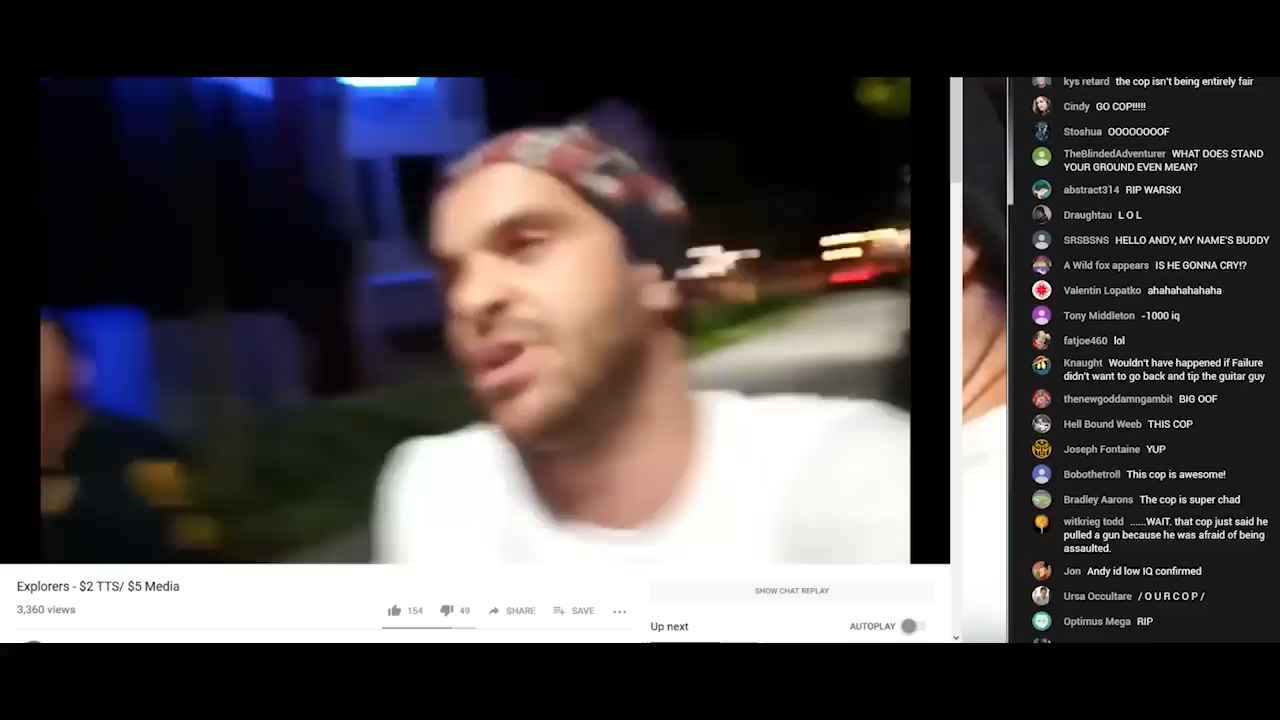 Explorers - $2 TTS/ $5 Media
3,360 views
154
49
SHARE
SAVE
SHOW CHAT REPLAY
Up next
AUTOPLAY
kys retard the cop isn't being entirely fair
Cindy GO COP!!!!!
Stoshua OOOOOOOOF
TheBlindedAdventurer WHAT DOES STAND
YOUR GROUND EVEN MEAN?
abstract314 RIP WARSKI
Draughtau L O L
SRSBSNS HELLO ANDY, MY NAME'S BUDDY
A Wild fox appears IS HE GONNA CRY!?
Valentin Lopatko ahahahahahaha
Tony Middleton -1000 iq
fatjoe460 lol
Knaught Wouldn't have happened if Failure
didn't want to go back and tip the guitar guy
thenewgoddamngambit BIG OOF
Hell Bound Weeb THIS COP
Joseph Fontaine YUP
Bobothetroll This cop is awesome!
Bradley Aarons The cop is super chad
witkrieg todd ......WAIT. that cop just said he
pulled a gun because he was afraid of being
assaulted.
Jon Andy id low IQ confirmed
Ursa Occultare / O U R C O P /
Optimus Mega RIP